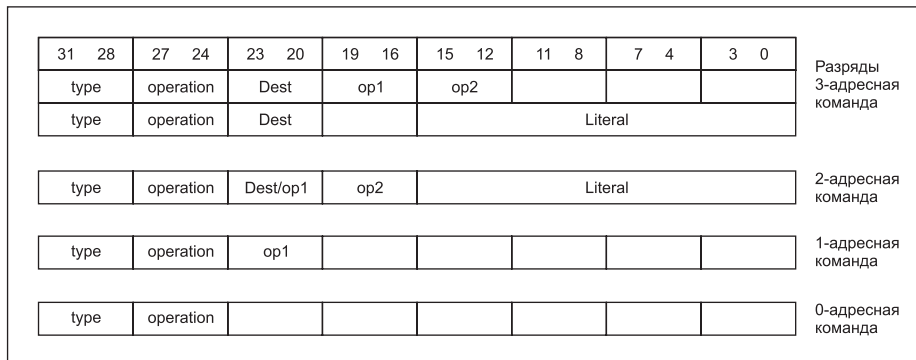 31 28 27 24 23 20 19 16 15 12 11 8 7 4 3 0 Разряды
type operation Dest op1 op2 3-адресная
команда
type operation Dest Literal
type operation Dest/op1 op2 Literal 2-адресная
команда
type operation op1 1-адресная
команда
type operation 0-адресная
команда